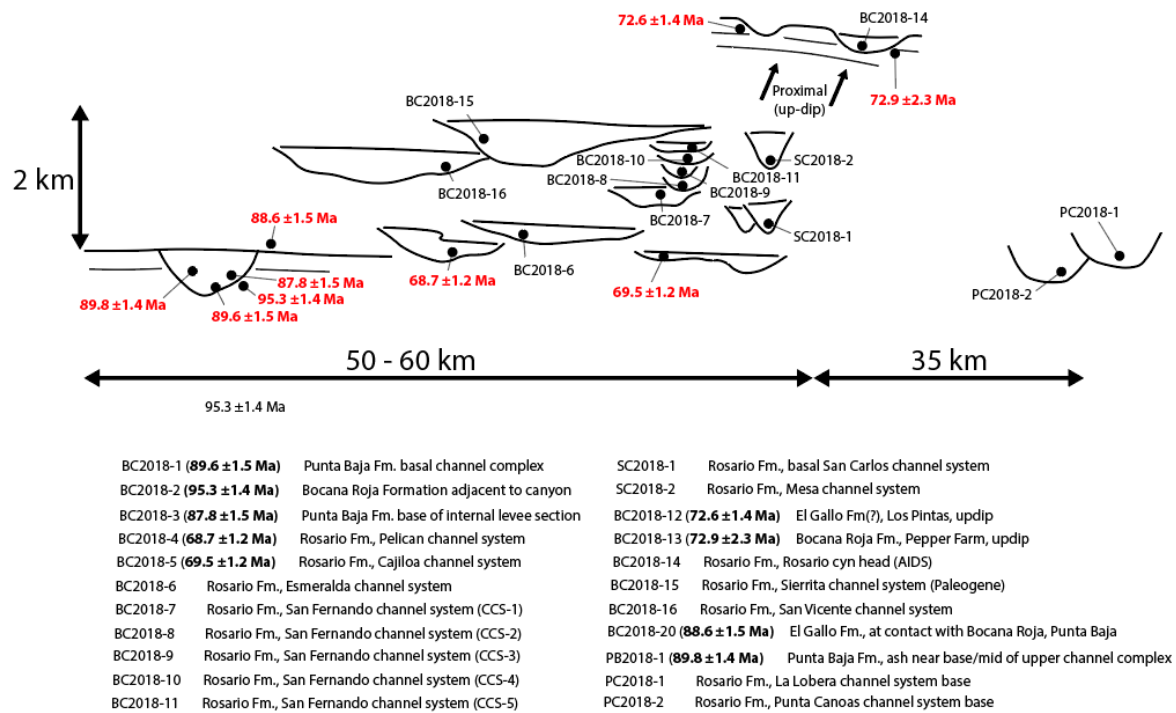 72.6 ±1.4 Ma
BC2018-14
Proximal
(up-dip)
72.9 ±2.3 Ma
BC2018-15
2 km
BC2018-10
SC2018-2
BC2018-11
BC2018-8
BC2018-9
BC2018-16
BC2018-7
PC2018-1
88.6 ±1.5 Ma
SC2018-1
87.8 ±1.5 Ma
68.7 ±1.2 Ma
BC2018-6
69.5 ±1.2 Ma
PC2018-2
89.8 ±1.4 Ma
95.3 ±1.4 Ma
89.6 ±1.5 Ma
50 - 60 km
35 km
95.3 ±1.4 Ma
BC2018-1 (89.6 ±1.5 Ma) Punta Baja Fm. basal channel complex
BC2018-2 (95.3 ±1.4 Ma) Bocana Roja Formation adjacent to canyon
BC2018-3 (87.8 ±1.5 Ma) Punta Baja Fm. base of internal levee section
BC2018-4 (68.7 ±1.2 Ma) Rosario Fm., Pelican channel system
BC2018-5 (69.5 ±1.2 Ma) Rosario Fm., Cajiloa channel system
BC2018-6 Rosario Fm., Esmeralda channel system
BC2018-7 Rosario Fm., San Fernando channel system (CCS-1)
BC2018-8 Rosario Fm., San Fernando channel system (CCS-2)
BC2018-9 Rosario Fm., San Fernando channel system (CCS-3)
BC2018-10 Rosario Fm., San Fernando channel system (CCS-4)
BC2018-11 Rosario Fm., San Fernando channel system (CCS-5)
SC2018-1 Rosario Fm., basal San Carlos channel system
SC2018-2 Rosario Fm., Mesa channel system
BC2018-12 (72.6 ±1.4 Ma) El Gallo Fm(?), Los Pintas, updip
BC2018-13 (72.9 ±2.3 Ma) Bocana Roja Fm., Pepper Farm, updip
BC2018-14 Rosario Fm., Rosario cyn head (AIDS)
BC2018-15 Rosario Fm., Sierrita channel system (Paleogene)
BC2018-16 Rosario Fm., San Vicente channel system
BC2018-20 (88.6 ±1.5 Ma) El Gallo Fm., at contact with Bocana Roja, Punta Baja
PB2018-1 (89.8 ±1.4 Ma) Punta Baja Fm., ash near base/mid of upper channel complex
PC2018-1 Rosario Fm., La Lobera channel system base
PC2018-2 Rosario Fm., Punta Canoas channel system base